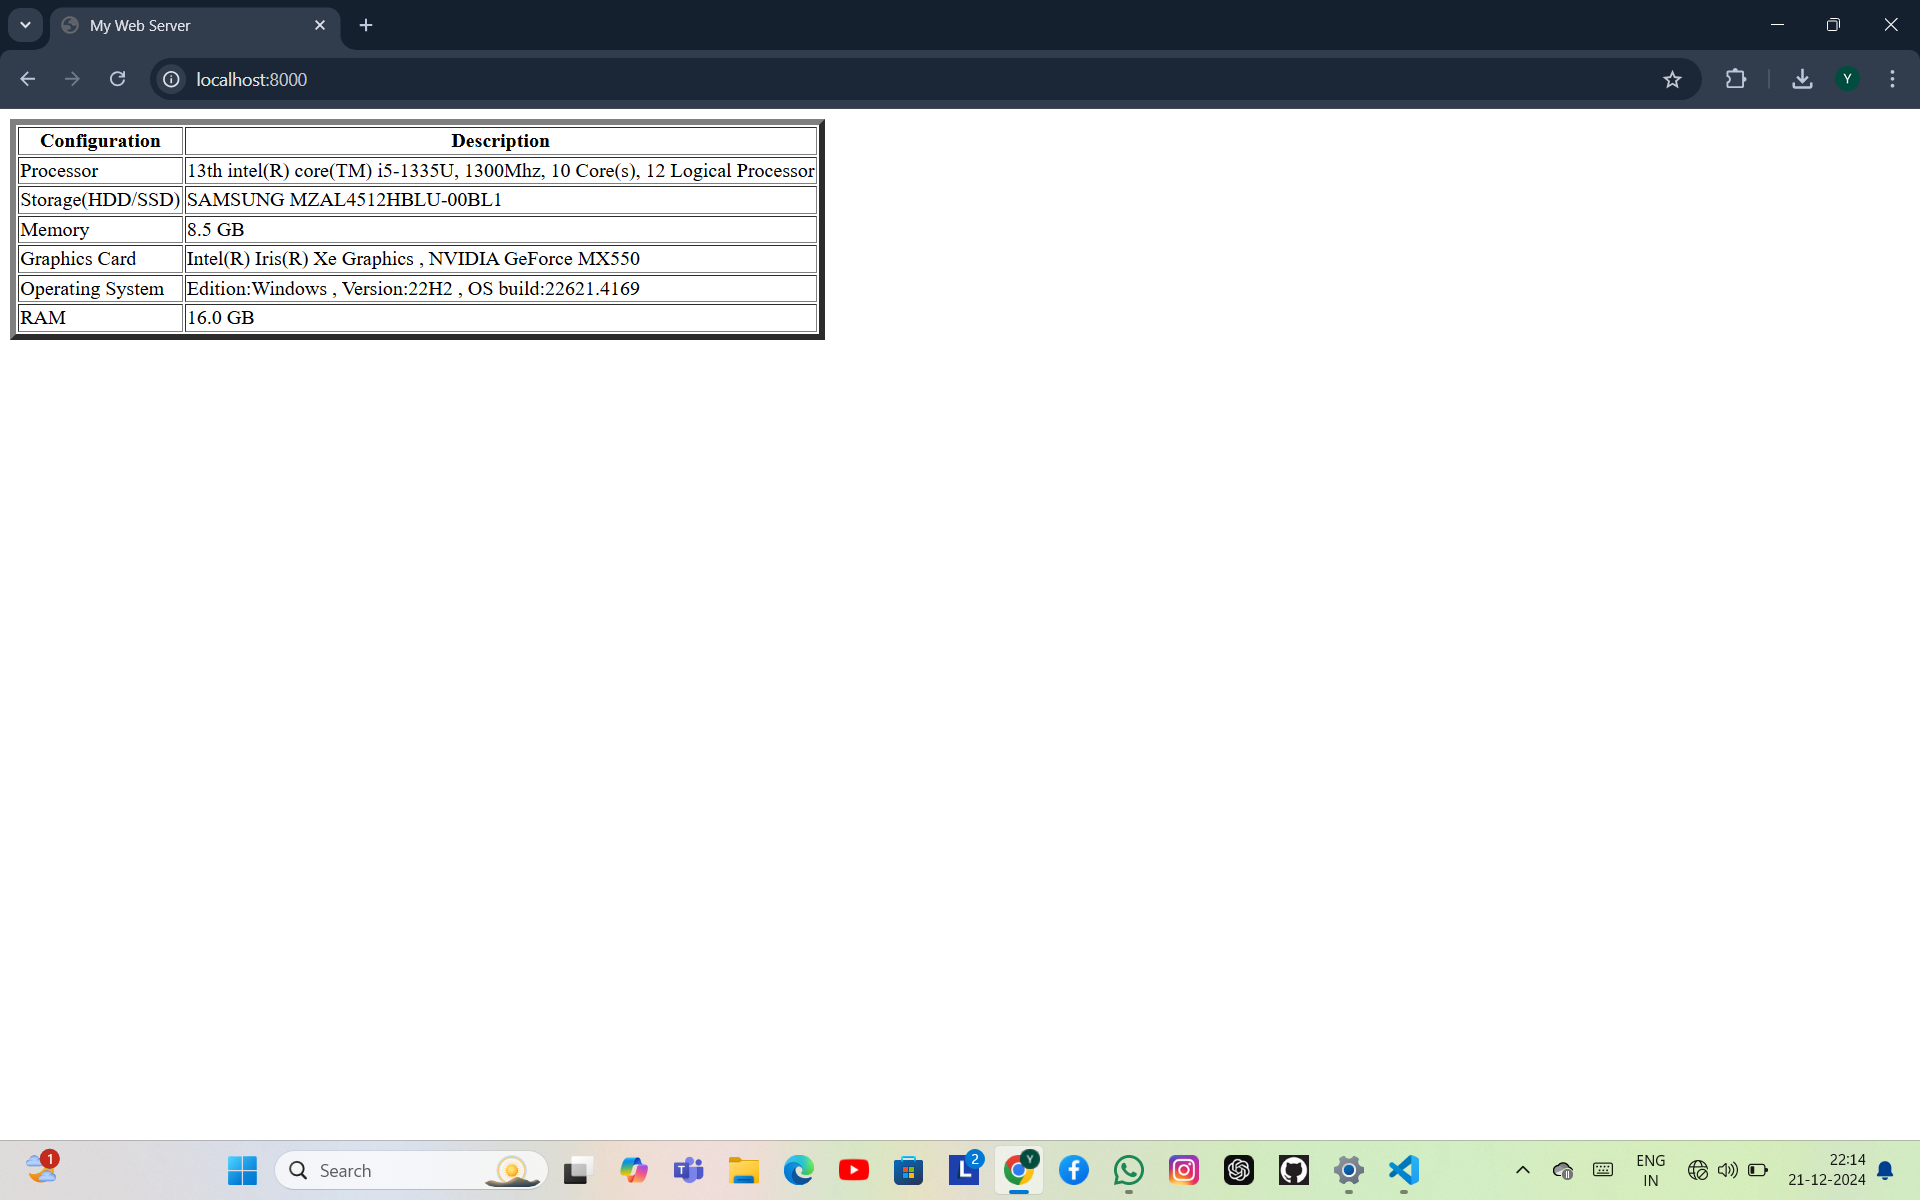 My Web Server
localhost:8000
Y
Configuration Description
Processor 13th intel(R) core(TM) i5-1335U, 1300Mhz, 10 Core(s), 12 Logical Processor
Storage(HDD/SSD) SAMSUNG MZAL4512HBLU-00BL1
Memory 8.5 GB
Graphics Card Intel(R) Iris(R) Xe Graphics , NVIDIA GeForce MX550
Operating System Edition:Windows , Version:22H2 , OS build:22621.4169
RAM 16.0 GB
1
Search
T
L
2
Y
ENG
IN
22:14
21-12-2024